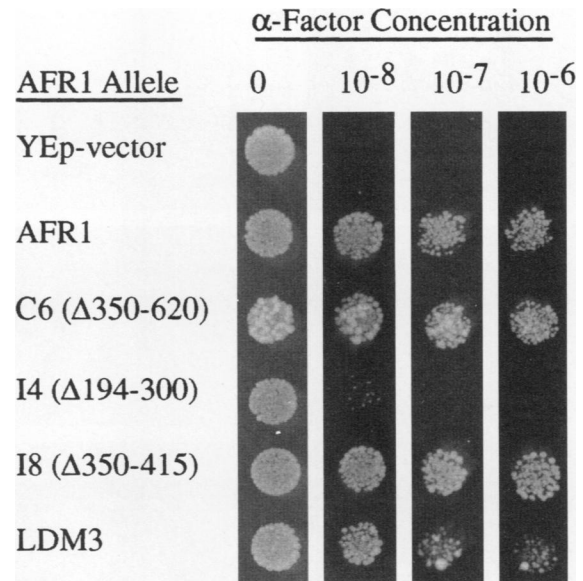 α-Factor Concentration
AFR1 Allele 0 10⁻⁸ 10⁻⁷ 10⁻⁶
YEp-vector
AFR1
C6 (Δ350-620)
I4 (Δ194-300)
I8 (Δ350-415)
LDM3